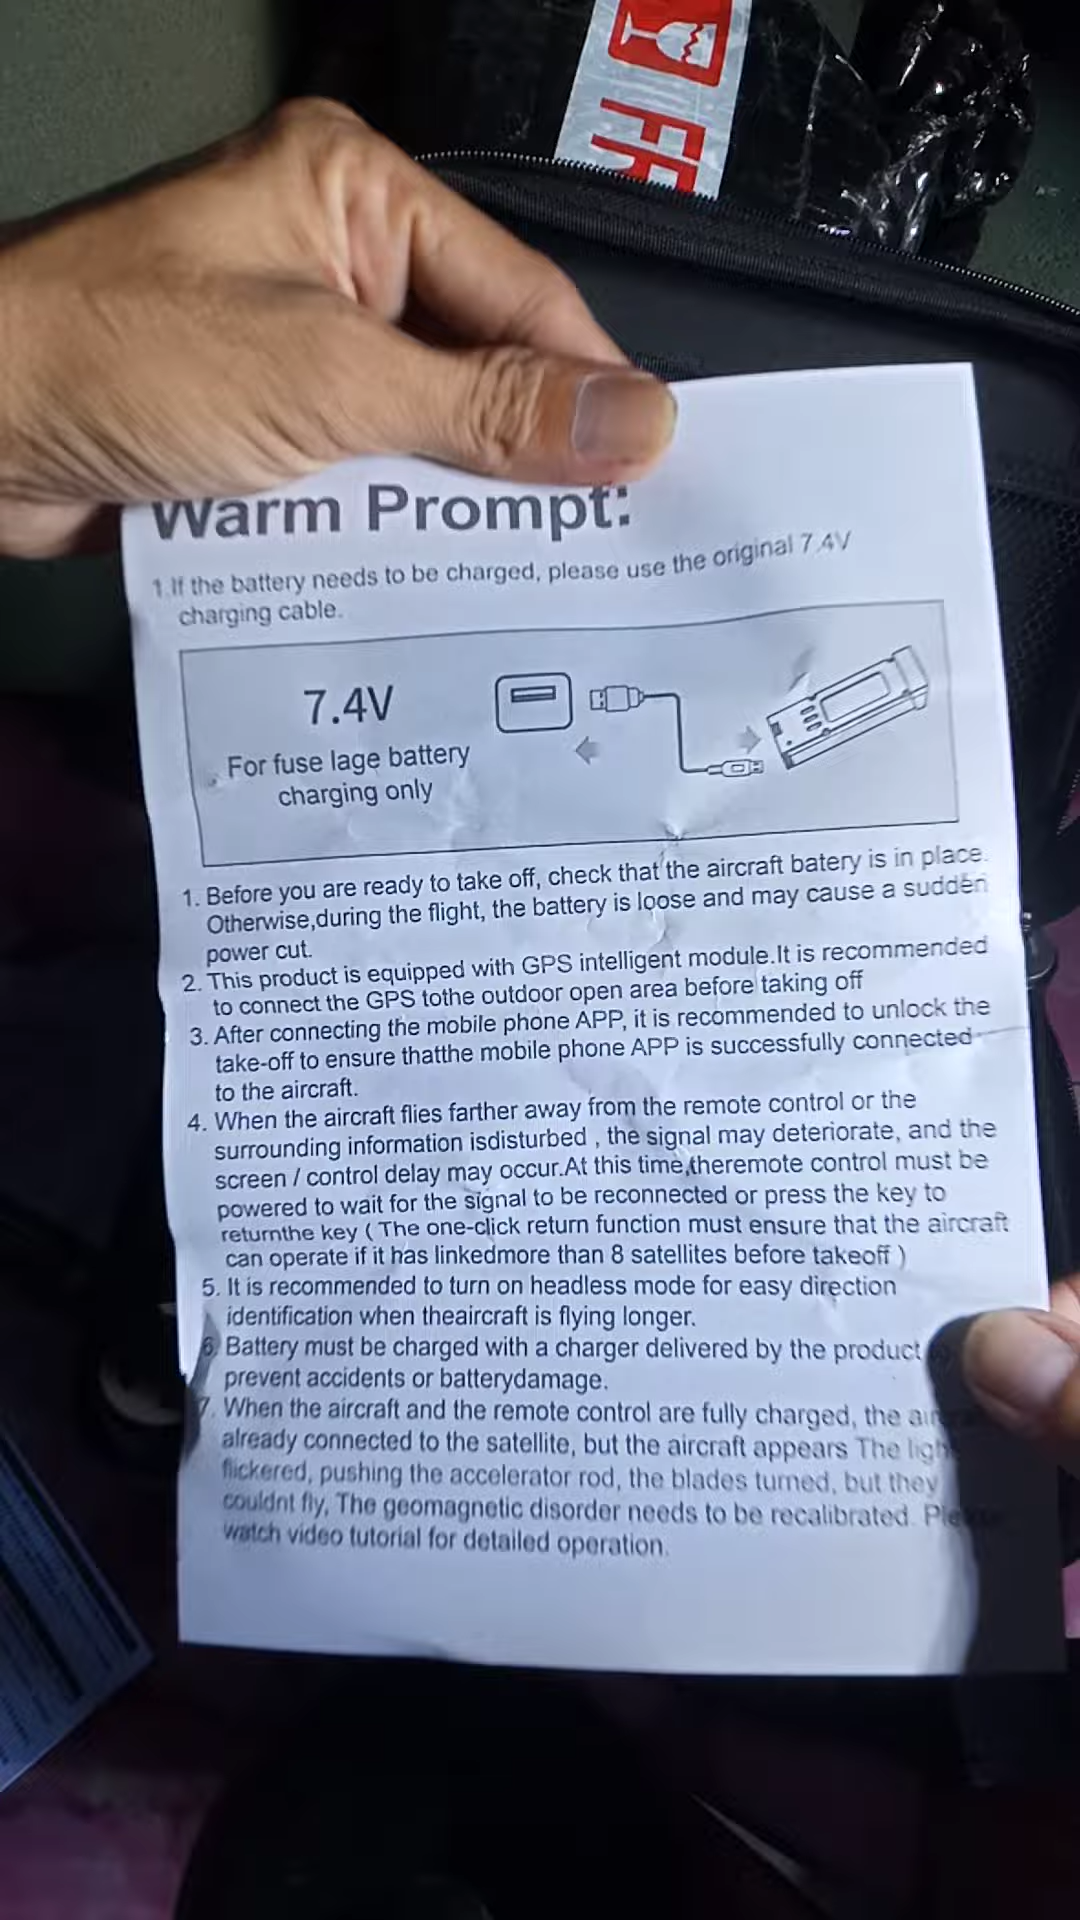 FR
Warm Prompt:
1.If the battery needs to be charged, please use the original 7.4V
charging cable.
7.4V
For fuse lage battery
charging only
1. Before you are ready to take off, check that the aircraft batery is in place.
Otherwise,during the flight, the battery is loose and may cause a sudden
power cut.
2. This product is equipped with GPS intelligent module.It is recommended
to connect the GPS tothe outdoor open area before taking off
3. After connecting the mobile phone APP, it is recommended to unlock the
take-off to ensure thatthe mobile phone APP is successfully connected
to the aircraft.
4. When the aircraft flies farther away from the remote control or the
surrounding information isdisturbed , the signal may deteriorate, and the
screen / control delay may occur.At this time,theremote control must be
powered to wait for the signal to be reconnected or press the key to
returnthe key ( The one-click return function must ensure that the aircraft
can operate if it has linkedmore than 8 satellites before takeoff )
5. It is recommended to turn on headless mode for easy direction
identification when theaircraft is flying longer.
6. Battery must be charged with a charger delivered by the product
prevent accidents or batterydamage.
7. When the aircraft and the remote control are fully charged, the
already connected to the satellite, but the aircraft appears The
flickered, pushing the accelerator rod, the blades turned, but they
couldnt fly, The geomagnetic disorder needs to be recalibrated.
watch video tutorial for detailed operation.